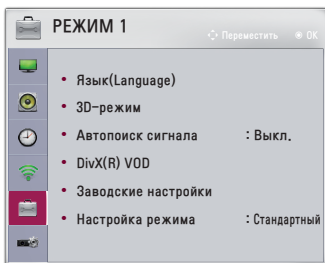 РЕЖИМ 1
Переместить OK
• Язык(Language)
• 3D-режим
• Автопоиск сигнала : Выкл.
• DivX(R) VOD
• Заводские настройки
• Настройка режима : Стандартный